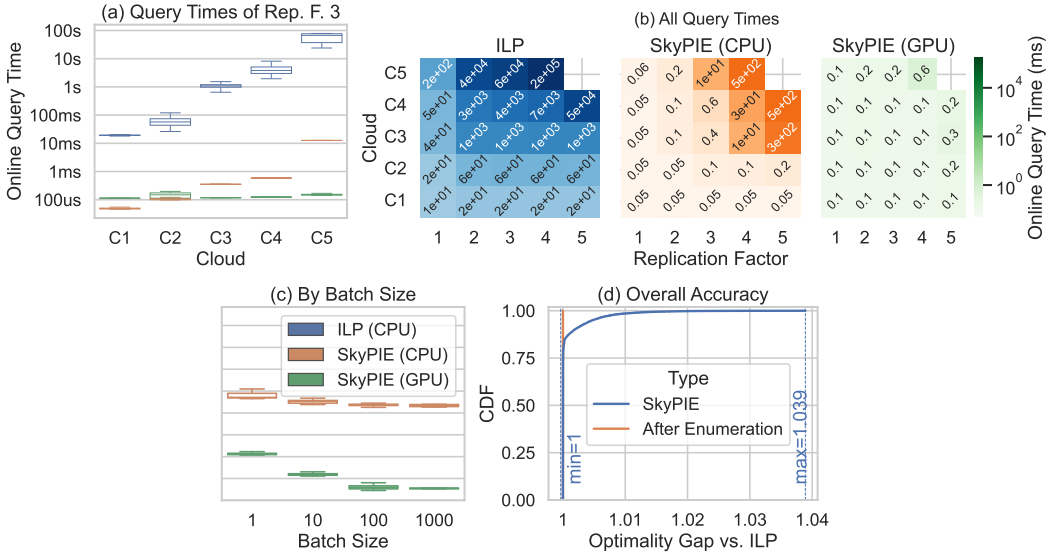 (a) Query Times of Rep. F. 3
Online Query Time
100s
10s
1s
100ms
10ms
1ms
100us
C1 C2 C3 C4 C5
Cloud
(b) All Query Times
ILP SkyPIE (CPU) SkyPIE (GPU)
Cloud
C5 2e+02 4e+04 6e+04 2e+05 0.06 0.2 1e+01 5e+02 0.1 0.2 0.2 0.6
C4 5e+01 3e+03 4e+03 7e+03 5e+04 0.05 0.1 0.6 3e+01 5e+02 0.1 0.1 0.1 0.1 0.2
C3 4e+01 1e+03 1e+03 1e+03 1e+03 0.05 0.1 0.4 1e+01 3e+02 0.1 0.1 0.1 0.1 0.3
C2 2e+01 6e+01 6e+01 6e+01 6e+01 0.05 0.05 0.1 0.1 0.2 0.1 0.1 0.1 0.1 0.2
C1 1e+01 2e+01 2e+01 2e+01 2e+01 0.05 0.05 0.05 0.05 0.05 0.1 0.1 0.1 0.1 0.1
1 2 3 4 5 1 2 3 4 5 1 2 3 4 5
Replication Factor
10⁴
10²
10⁰
Online Query Time (ms)
(c) By Batch Size
ILP (CPU)
SkyPIE (CPU)
SkyPIE (GPU)
1 10 100 1000
Batch Size
(d) Overall Accuracy
CDF
1.00
0.75
0.50
0.25
0.00
Type
SkyPIE
After Enumeration
min=1
max=1.039
1 1.01 1.02 1.03 1.04
Optimality Gap vs. ILP